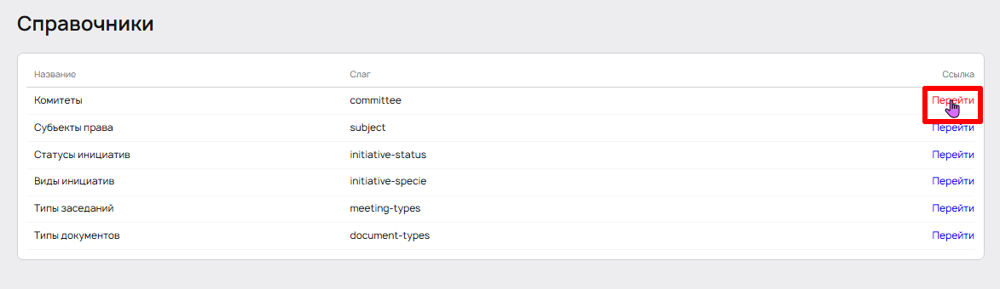 Справочники
Название Слаг Ссылка
Комитеты committee Перейти
Субъекты права subject Перейти
Статусы инициатив initiative-status Перейти
Виды инициатив initiative-specie Перейти
Типы заседаний meeting-types Перейти
Типы документов document-types Перейти